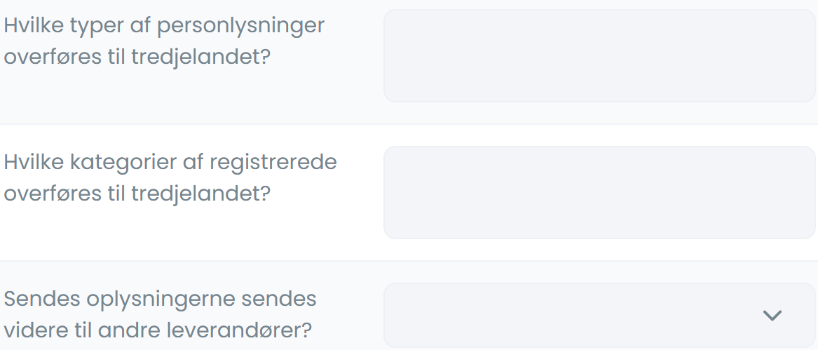 Hvilke typer af personlysninger
overføres til tredjelandet?
Hvilke kategorier af registrerede
overføres til tredjelandet?
Sendes oplysningerne sendes
videre til andre leverandører?